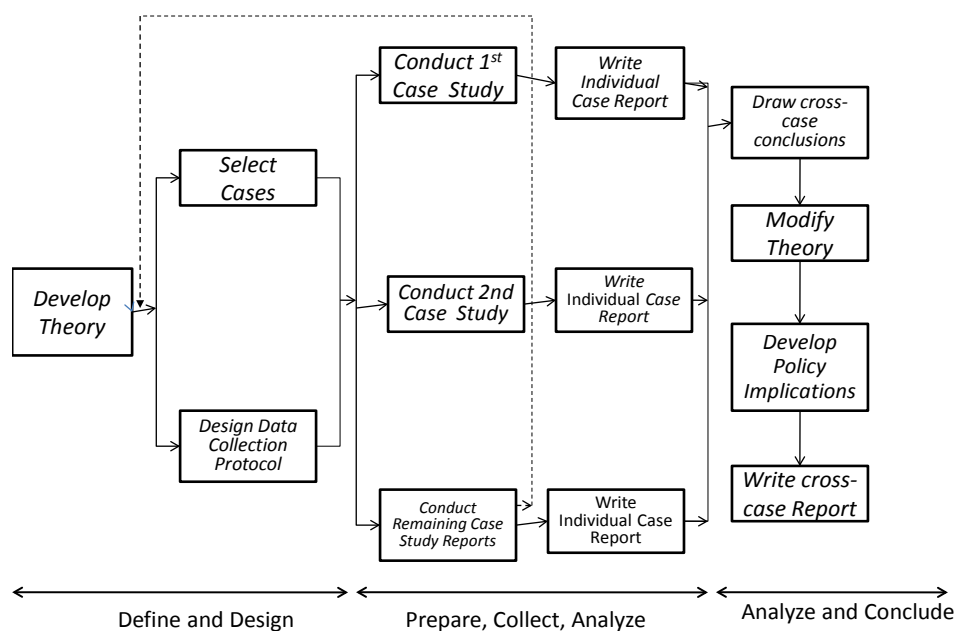 Develop
Theory
Select
Cases
Design Data
Collection
Protocol
Conduct 1st
Case Study
Conduct 2nd
Case Study
Conduct
Remaining Case
Study Reports
Write
Individual
Case Report
Write
Individual Case
Report
Write
Individual Case
Report
Draw cross-
case
conclusions
Modify
Theory
Develop
Policy
Implications
Write cross-
case Report
Define and Design
Prepare, Collect, Analyze
Analyze and Conclude